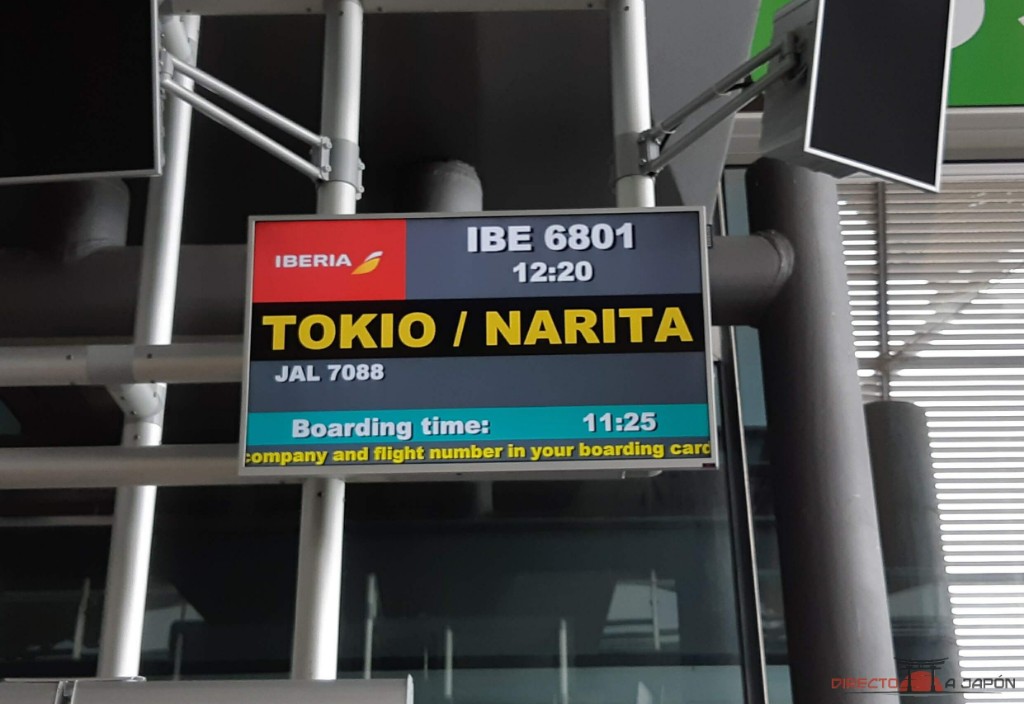 IBERIA
IBE 6801
12:20
TOKIO / NARITA
JAL 7088
Boarding time: 11:25
company and flight number in your boarding card
DIRECTO A JAPÓN